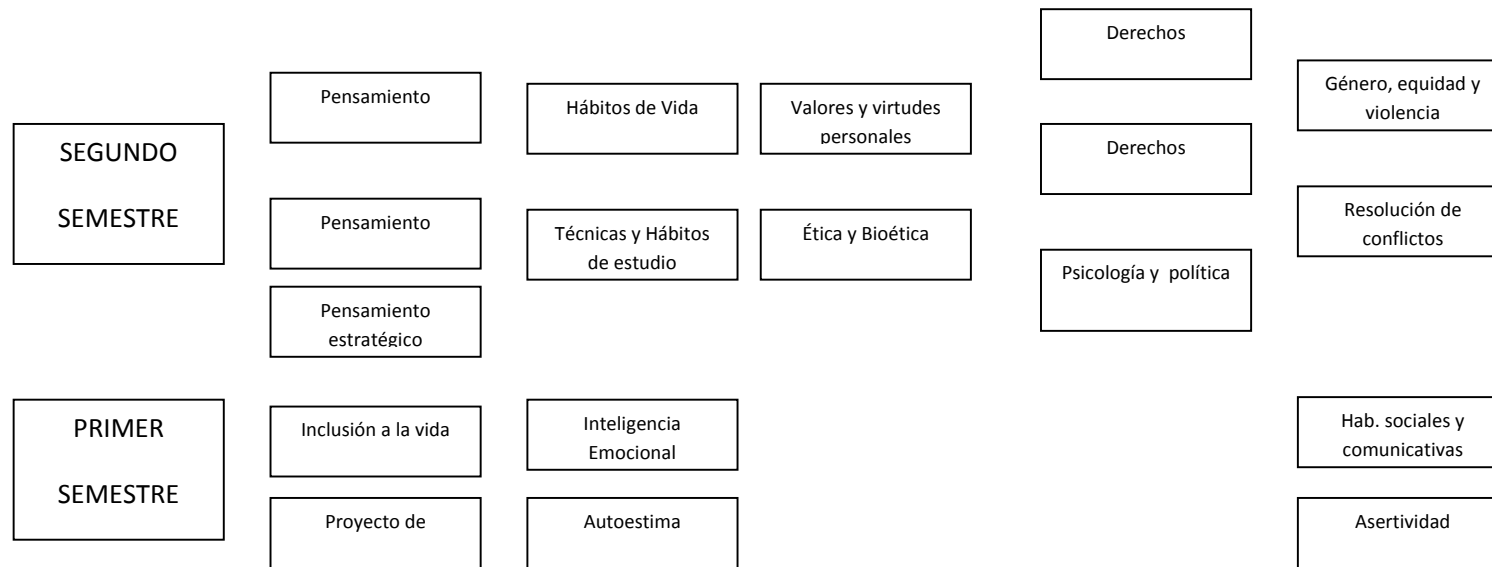 SEGUNDO
SEMESTRE
Pensamiento
Hábitos de Vida
Valores y virtudes
personales
Derechos
Género, equidad y
violencia
Derechos
Pensamiento
Técnicas y Hábitos
de estudio
Ética y Bioética
Resolución de
conflictos
Psicología y política
Pensamiento
estratégico
PRIMER
SEMESTRE
Inclusión a la vida
Inteligencia
Emocional
Hab. sociales y
comunicativas
Proyecto de
Autoestima
Asertividad